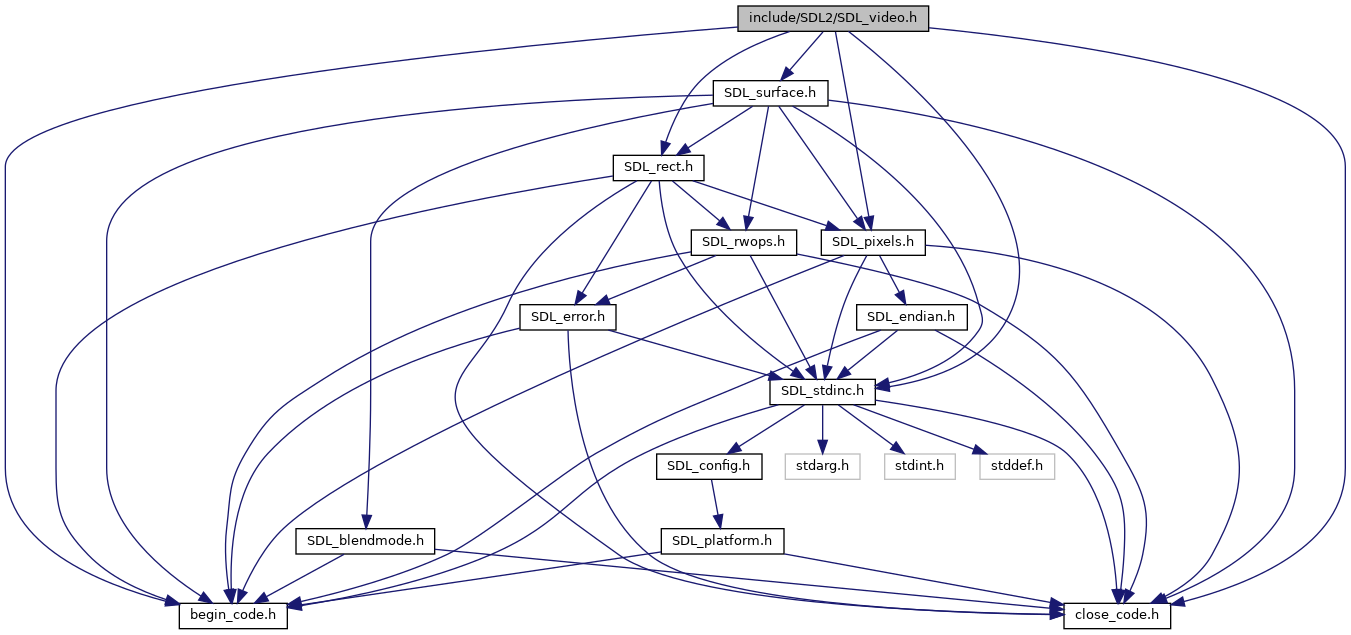 include/SDL2/SDL_video.h
SDL_surface.h
SDL_rect.h
SDL_rwops.h
SDL_pixels.h
SDL_error.h
SDL_endian.h
SDL_stdinc.h
SDL_config.h
stdarg.h
stdint.h
stddef.h
SDL_blendmode.h
SDL_platform.h
begin_code.h
close_code.h